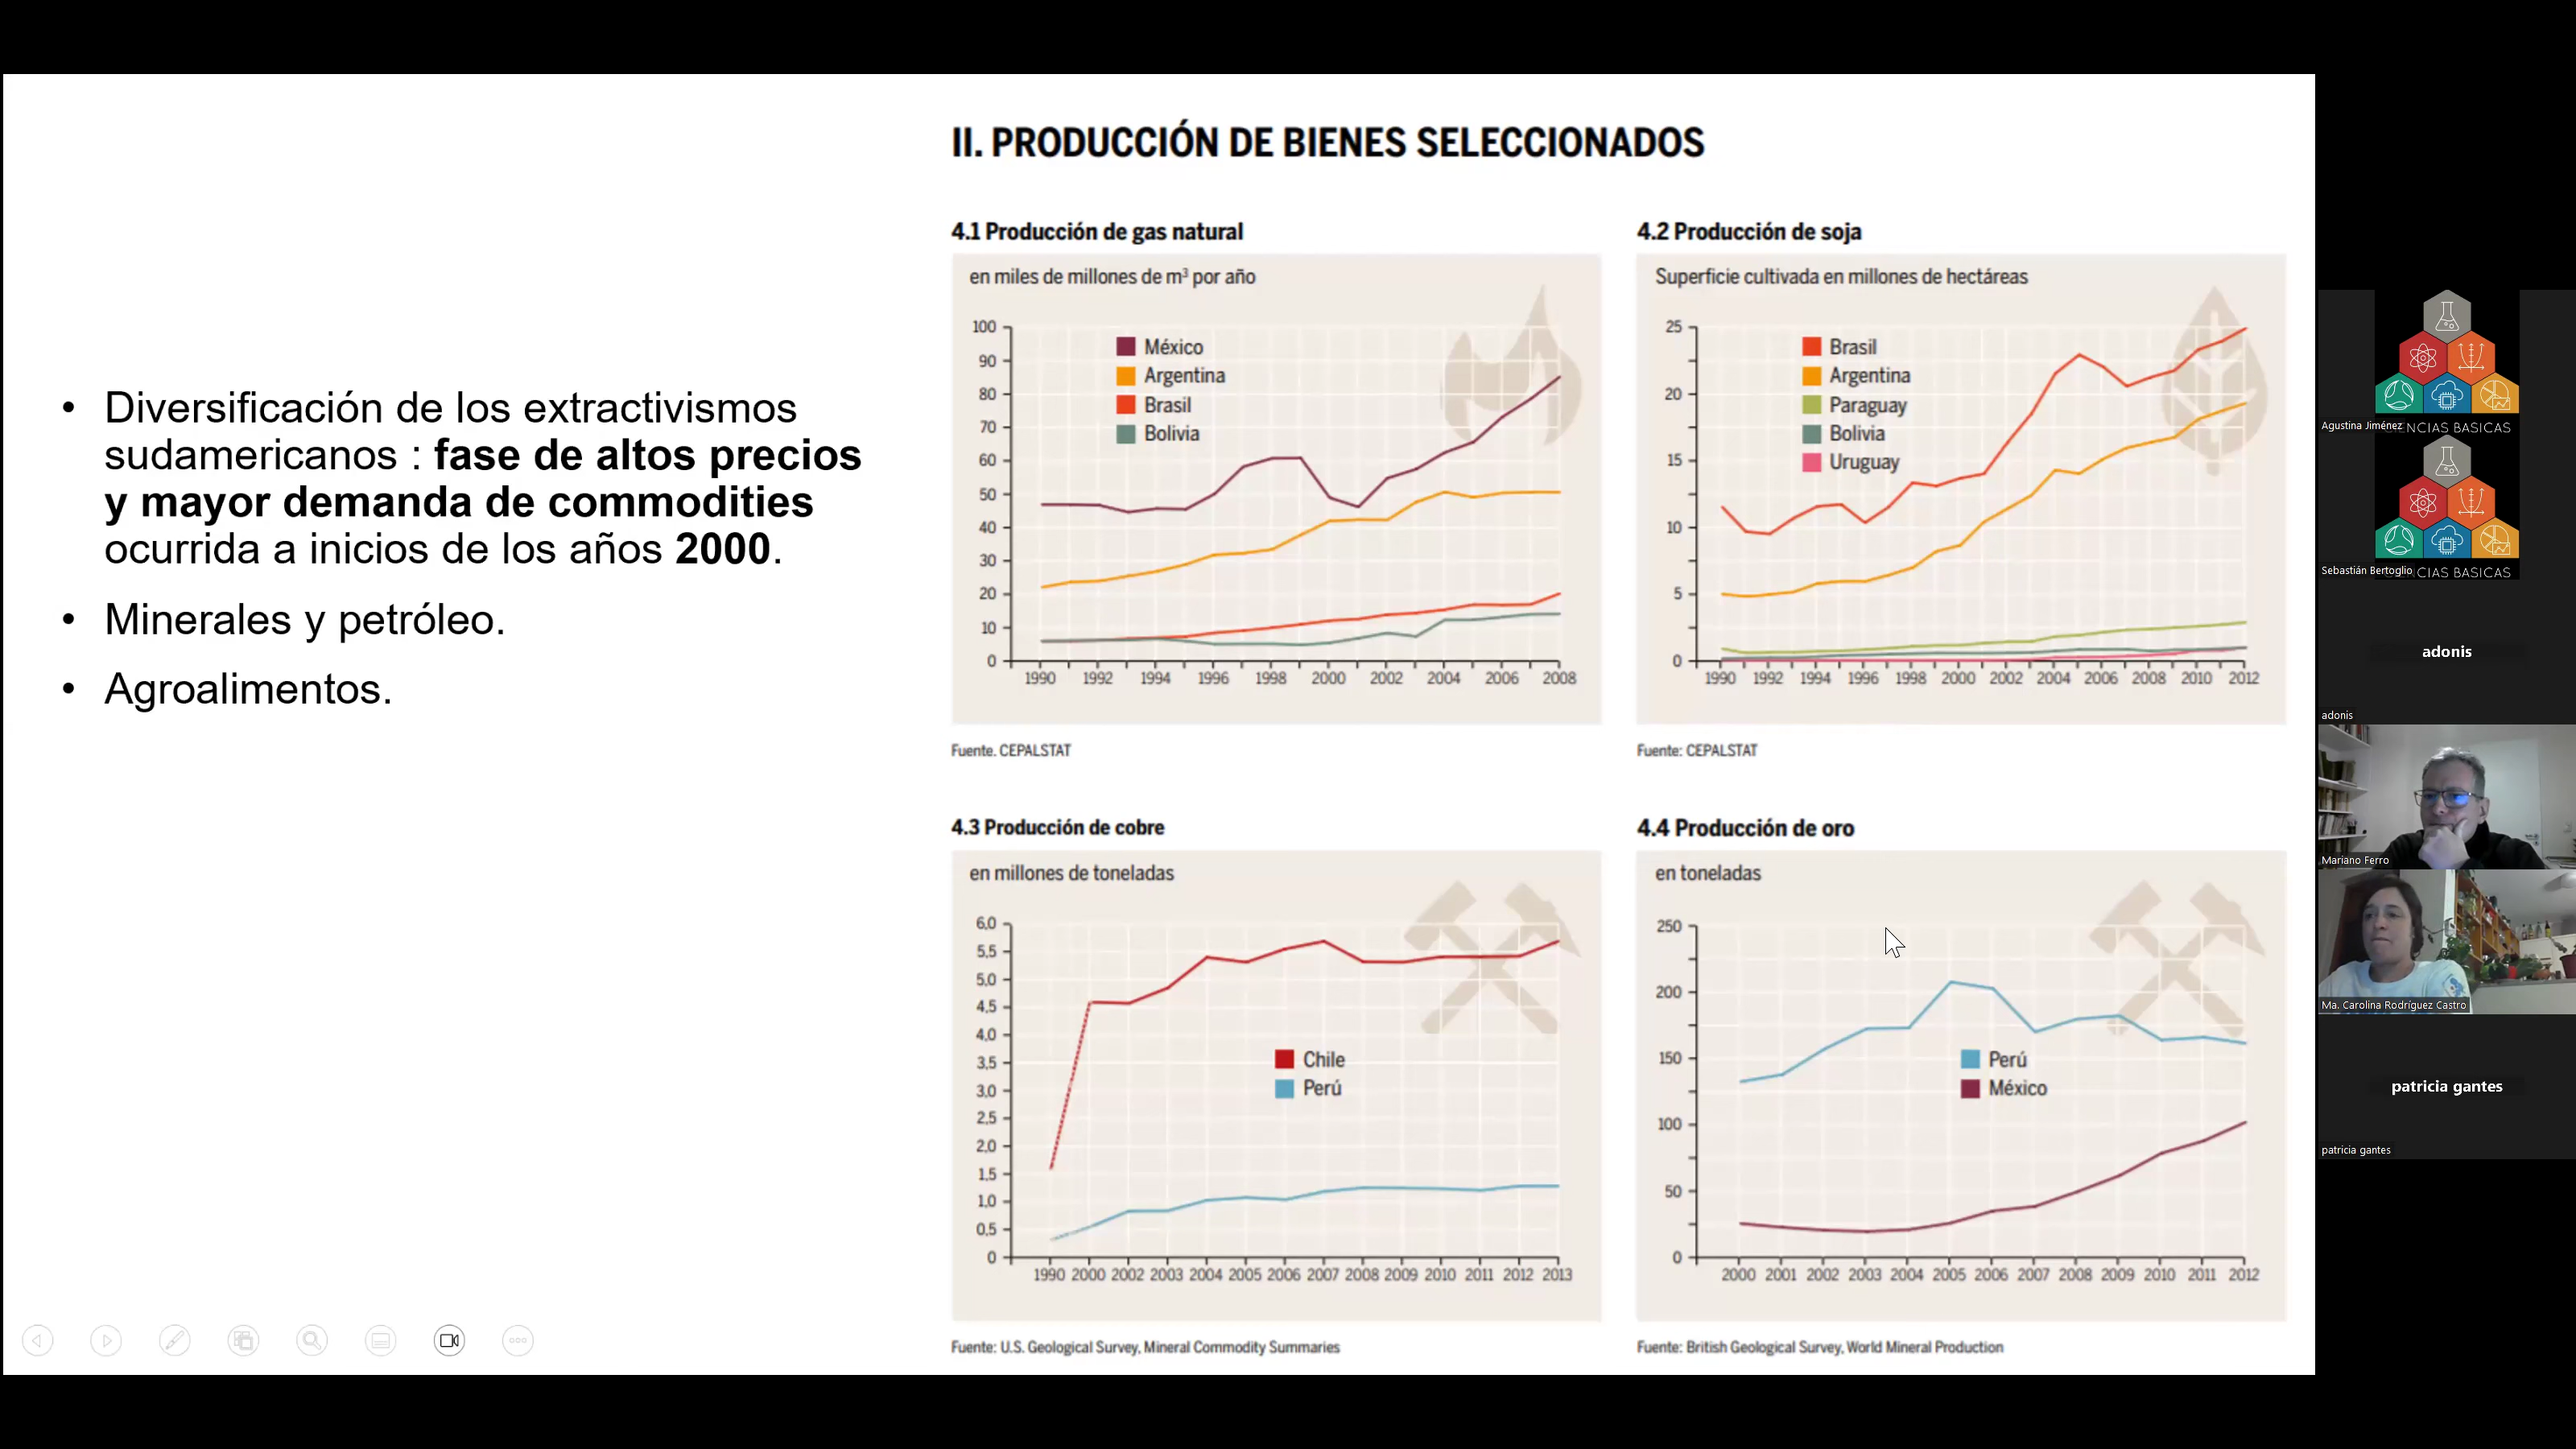 II. PRODUCCIÓN DE BIENES SELECCIONADOS
• Diversificación de los extractivismos
sudamericanos : fase de altos precios
y mayor demanda de commodities
ocurrida a inicios de los años 2000.
• Minerales y petróleo.
• Agroalimentos.
4.1 Producción de gas natural
en miles de millones de m³ por año
100
90
80
70
60
50
40
30
20
10
0
México
Argentina
Brasil
Bolivia
1990 1992 1994 1996 1998 2000 2002 2004 2006 2008
Fuente. CEPALSTAT
4.2 Producción de soja
Superficie cultivada en millones de hectáreas
25
20
15
10
5
0
Brasil
Argentina
Paraguay
Bolivia
Uruguay
1990 1992 1994 1996 1998 2000 2002 2004 2006 2008 2010 2012
Fuente: CEPALSTAT
4.3 Producción de cobre
en millones de toneladas
6,0
5,5
5,0
4,5
4,0
3,5
3,0
2,5
2,0
1,5
1,0
0,5
0
Chile
Perú
1990 2000 2002 2003 2004 2005 2006 2007 2008 2009 2010 2011 2012 2013
Fuente: U.S. Geological Survey, Mineral Commodity Summaries
4.4 Producción de oro
en toneladas
250
200
150
100
50
0
Perú
México
2000 2001 2002 2003 2004 2005 2006 2007 2008 2009 2010 2011 2012
Fuente: British Geological Survey, World Mineral Production
Agustina Jiménez
BASICAS
Sebastián Bertoglio
BASICAS
adonis
adonis
Mariano Ferro
Ma. Carolina Rodríguez Castro
patricia gantes
patricia gantes